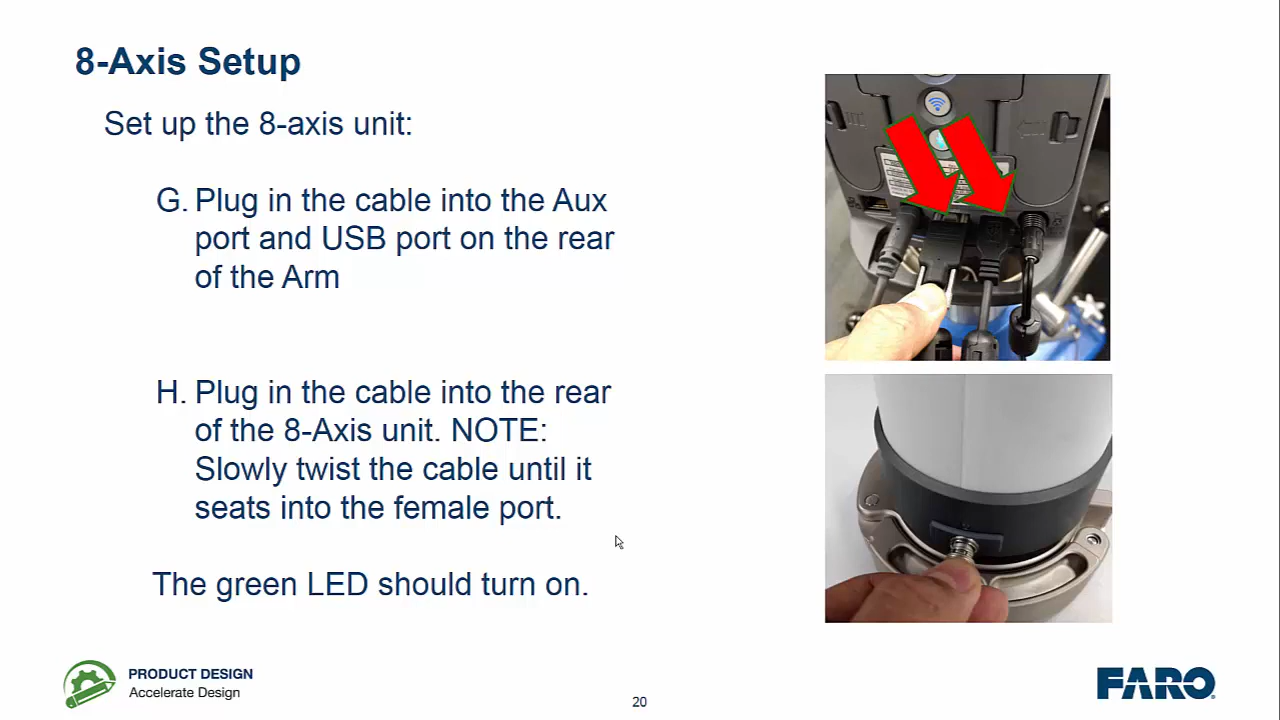 8-Axis Setup
Set up the 8-axis unit:
G. Plug in the cable into the Aux
port and USB port on the rear
of the Arm
H. Plug in the cable into the rear
of the 8-Axis unit. NOTE:
Slowly twist the cable until it
seats into the female port.
The green LED should turn on.
PRODUCT DESIGN
Accelerate Design
20
FARO